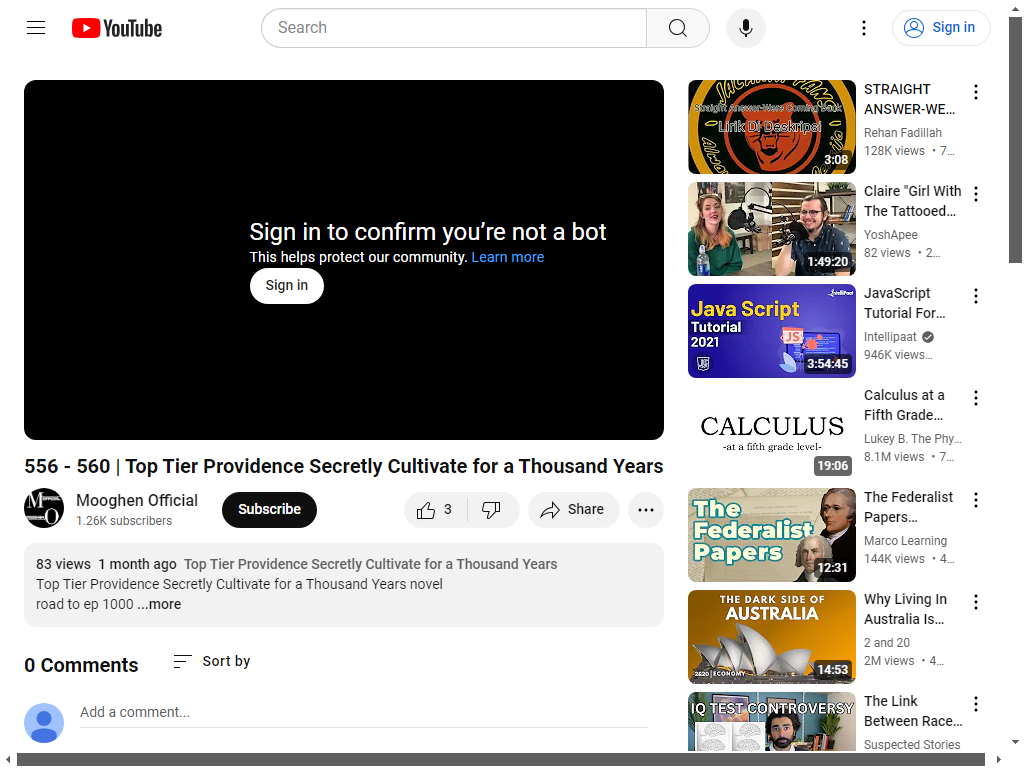 YouTube
Search
Sign in
Sign in to confirm you’re not a bot
This helps protect our community. Learn more
Sign in
556 - 560 | Top Tier Providence Secretly Cultivate for a Thousand Years
Mooghen Official
1.26K subscribers
Subscribe
3
Share
83 views 1 month ago Top Tier Providence Secretly Cultivate for a Thousand Years
Top Tier Providence Secretly Cultivate for a Thousand Years novel
road to ep 1000 ...more
0 Comments
Sort by
Add a comment...
Straight Answer-Were Coming Back
Lirik Di Deskripsi
3:08
STRAIGHT
ANSWER-WE...
Rehan Fadillah
128K views • 7...
1:49:20
Claire "Girl With
The Tattooed...
YoshApee
82 views • 2...
Intellipaat
Java Script
Tutorial
2021
JS
3:54:45
JavaScript
Tutorial For...
Intellipaat
946K views...
CALCULUS
-at a fifth grade level-
19:06
Calculus at a
Fifth Grade...
Lukey B. The Phy...
8.1M views • 7...
The
Federalist
Papers
12:31
The Federalist
Papers...
Marco Learning
144K views • 4...
THE DARK SIDE OF
AUSTRALIA
2&20 | ECONOMY
14:53
Why Living In
Australia Is...
2 and 20
2M views • 4...
IQ TEST CONTROVERSY
The Link
Between Race...
Suspected Stories